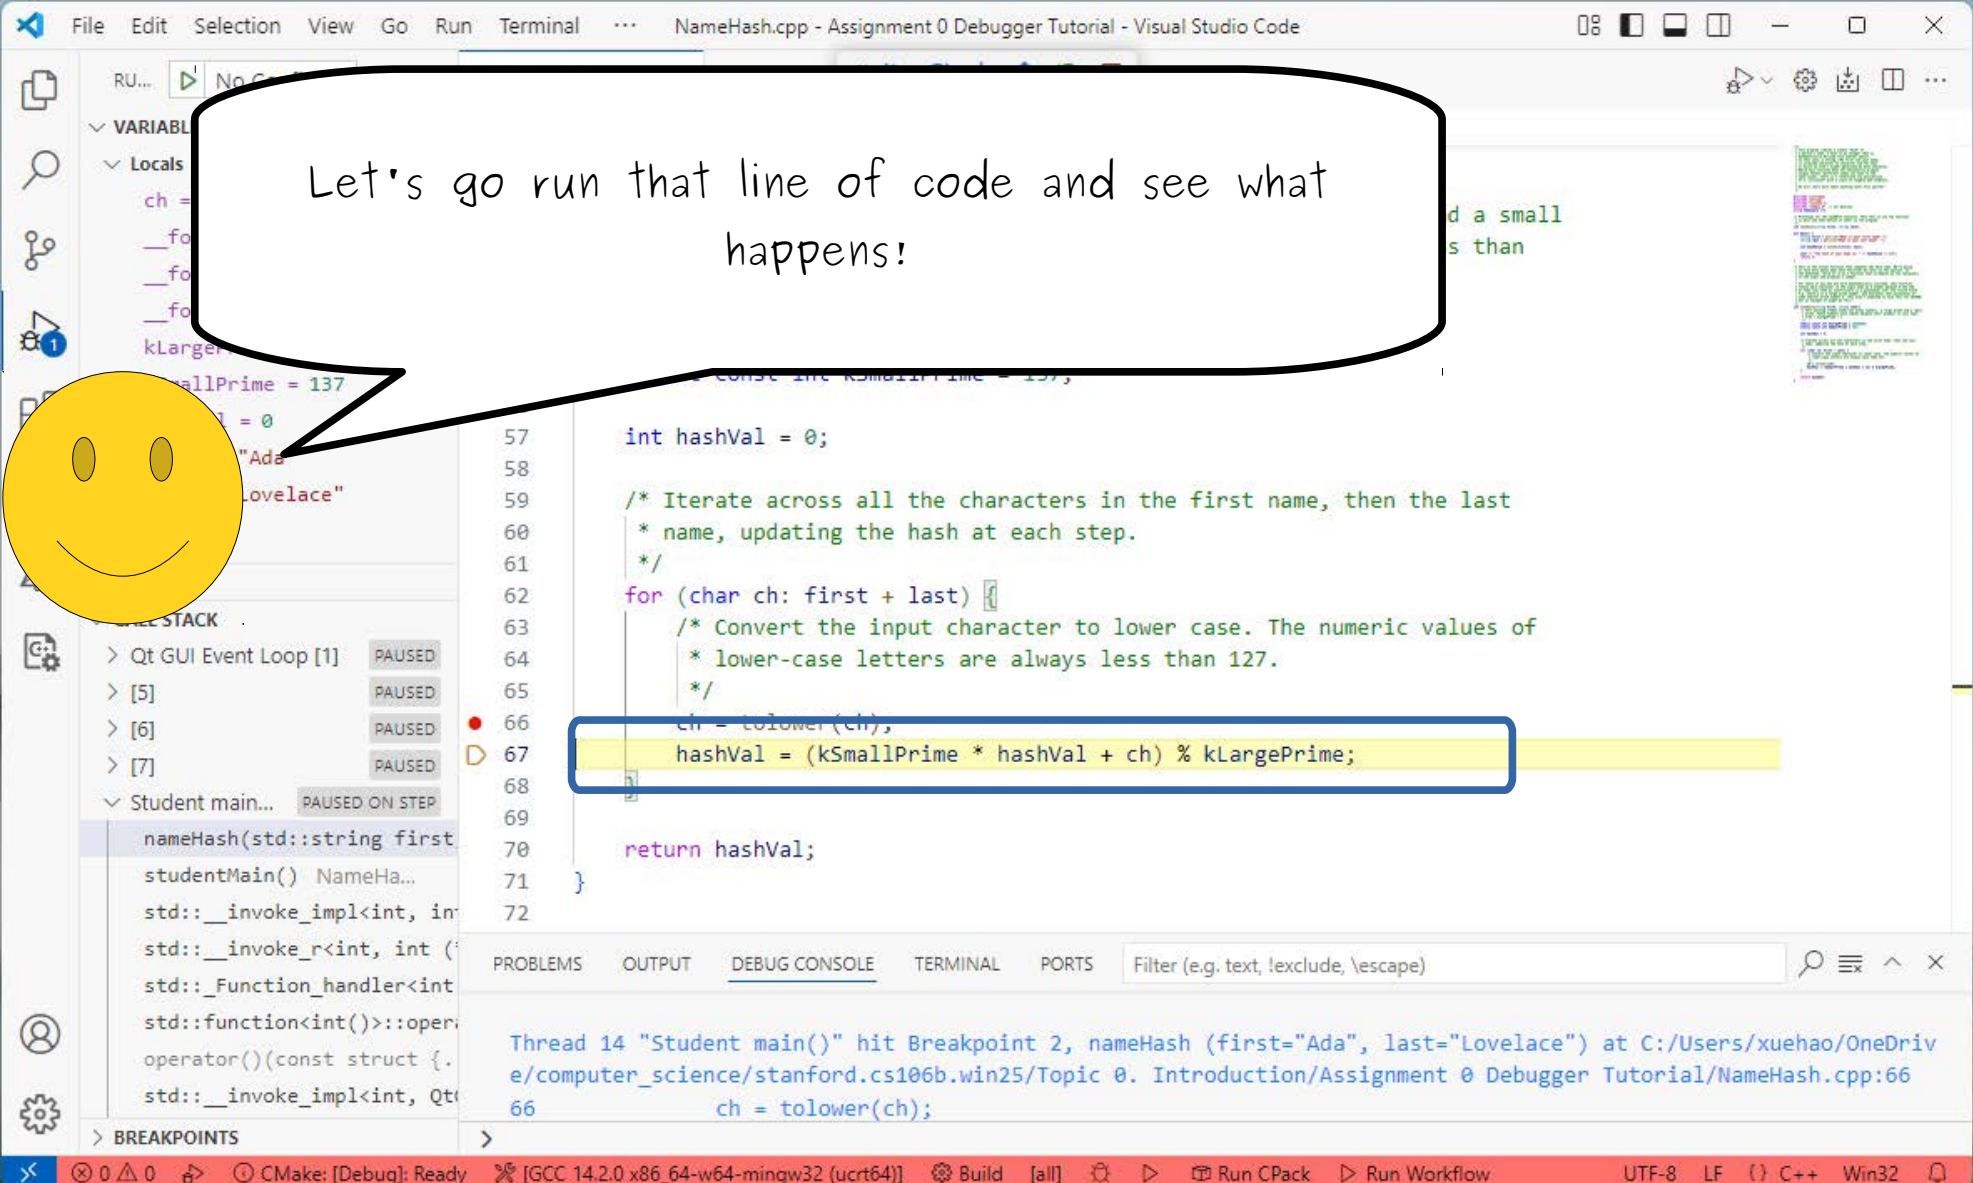 File Edit Selection View Go Run Terminal ··· NameHash.cpp - Assignment 0 Debugger Tutorial - Visual Studio Code
RU...
Let's go run that line of code and see what
happens!
Locals
ch =
d a small
s than
= 137
= 0
"Ada
ovelace"
57 int hashVal = 0;
58
59 /* Iterate across all the characters in the first name, then the last
60 * name, updating the hash at each step.
61 */
62 for (char ch: first + last) {
63 /* Convert the input character to lower case. The numeric values of
64 * lower-case letters are always less than 127.
65 */
66 ch = tolower(ch);
67 hashVal = (kSmallPrime * hashVal + ch) % kLargePrime;
68 }
69
70 return hashVal;
71 }
72
STACK
Qt GUI Event Loop [1] PAUSED
[5] PAUSED
[6] PAUSED
[7] PAUSED
Student main... PAUSED ON STEP
nameHash(std::string first
studentMain() NameHa...
std::__invoke_impl<int, in
std::__invoke_r<int, int (
std::_Function_handler<int
std::function<int()>::oper
operator()(const struct {.
std::__invoke_impl<int, Qt
BREAKPOINTS
PROBLEMS OUTPUT DEBUG CONSOLE TERMINAL PORTS Filter (e.g. text, !exclude, \escape)
Thread 14 "Student main()" hit Breakpoint 2, nameHash (first="Ada", last="Lovelace") at C:/Users/xuehao/OneDriv
e/computer_science/stanford.cs106b.win25/Topic 0. Introduction/Assignment 0 Debugger Tutorial/NameHash.cpp:66
66 ch = tolower(ch);
>
0 0 CMake: [Debug]: Ready [GCC 14.2.0 x86_64-w64-mingw32 (ucrt64)] Build [all] Run CPack Run Workflow UTF-8 LF {} C++ Win32